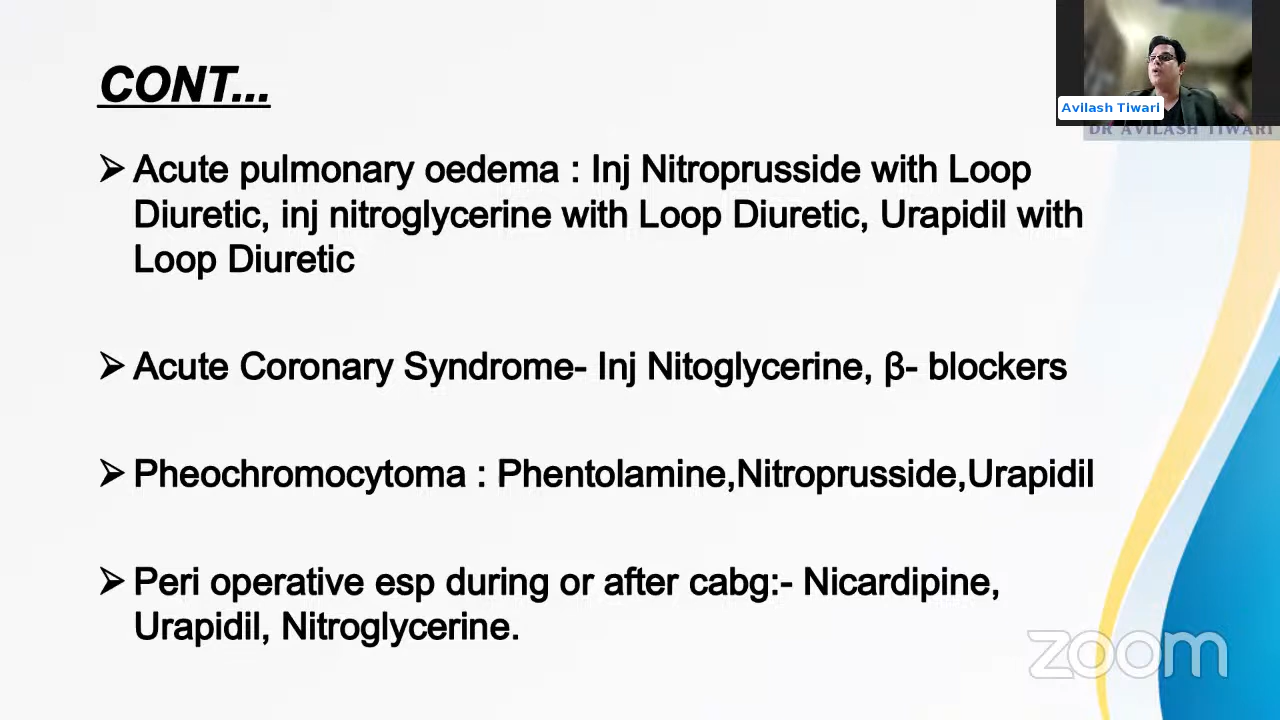 CONT...
Avilash Tiwari
DR AVILASH TIWARI
➢ Acute pulmonary oedema : Inj Nitroprusside with Loop
Diuretic, inj nitroglycerine with Loop Diuretic, Urapidil with
Loop Diuretic
➢ Acute Coronary Syndrome- Inj Nitoglycerine, β- blockers
➢ Pheochromocytoma : Phentolamine,Nitroprusside,Urapidil
➢ Peri operative esp during or after cabg:- Nicardipine,
Urapidil, Nitroglycerine.
zoom